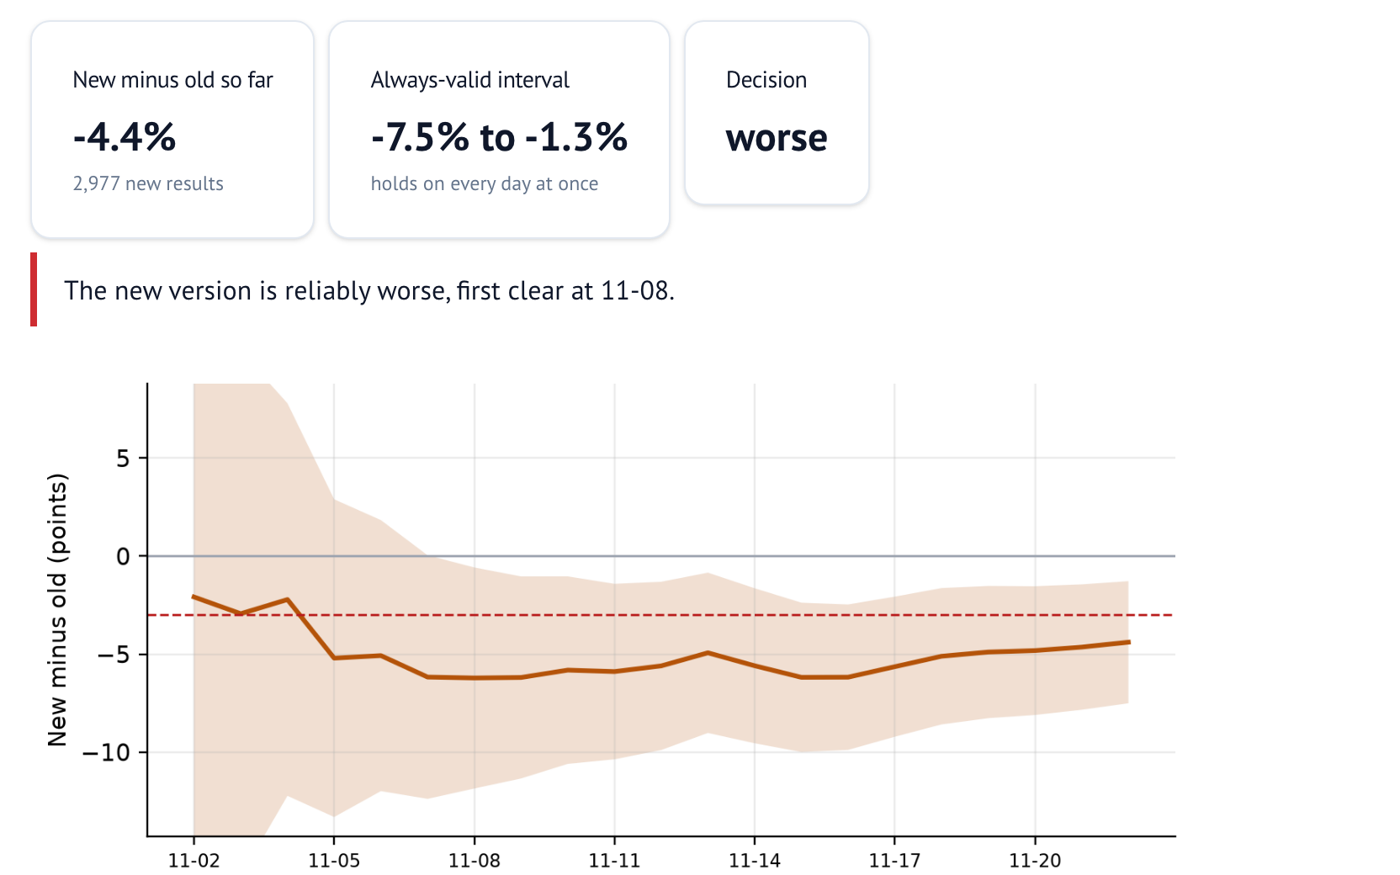 New minus old so far
-4.4%
2,977 new results
Always-valid interval
-7.5% to -1.3%
holds on every day at once
Decision
worse
The new version is reliably worse, first clear at 11-08.
New minus old (points)
5
0
−5
−10
11-02
11-05
11-08
11-11
11-14
11-17
11-20